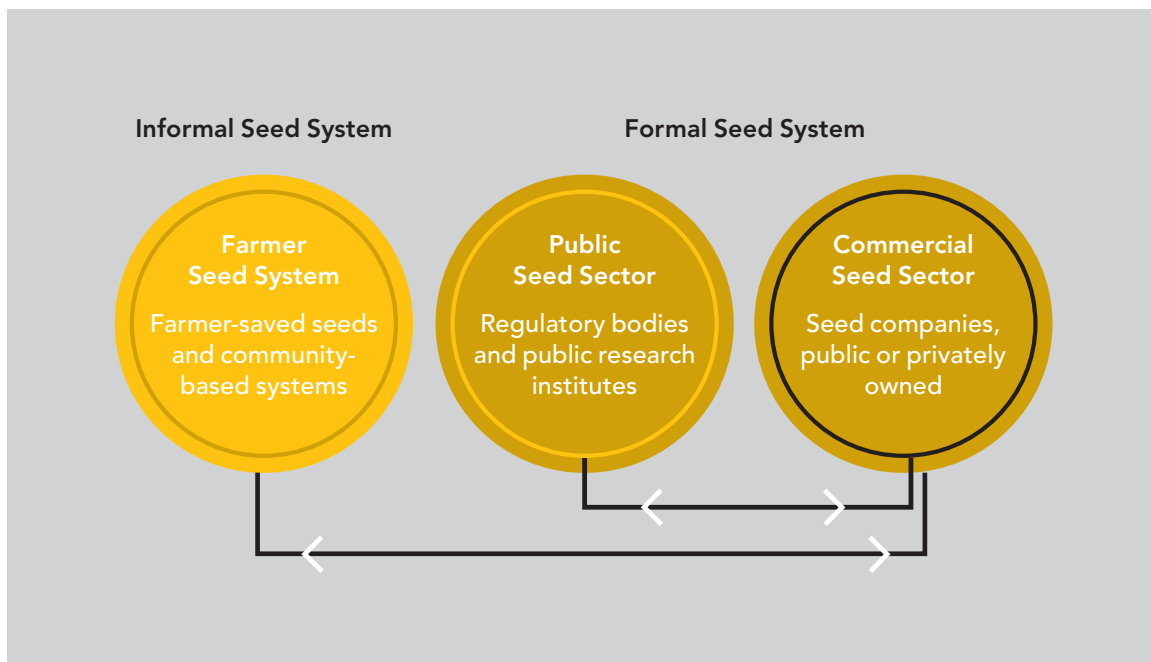 Informal Seed System
Formal Seed System
Farmer
Seed System
Farmer-saved seeds
and community-
based systems
Public
Seed Sector
Regulatory bodies
and public research
institutes
Commercial
Seed Sector
Seed companies,
public or privately
owned